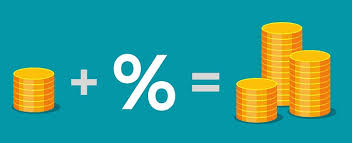 + % =